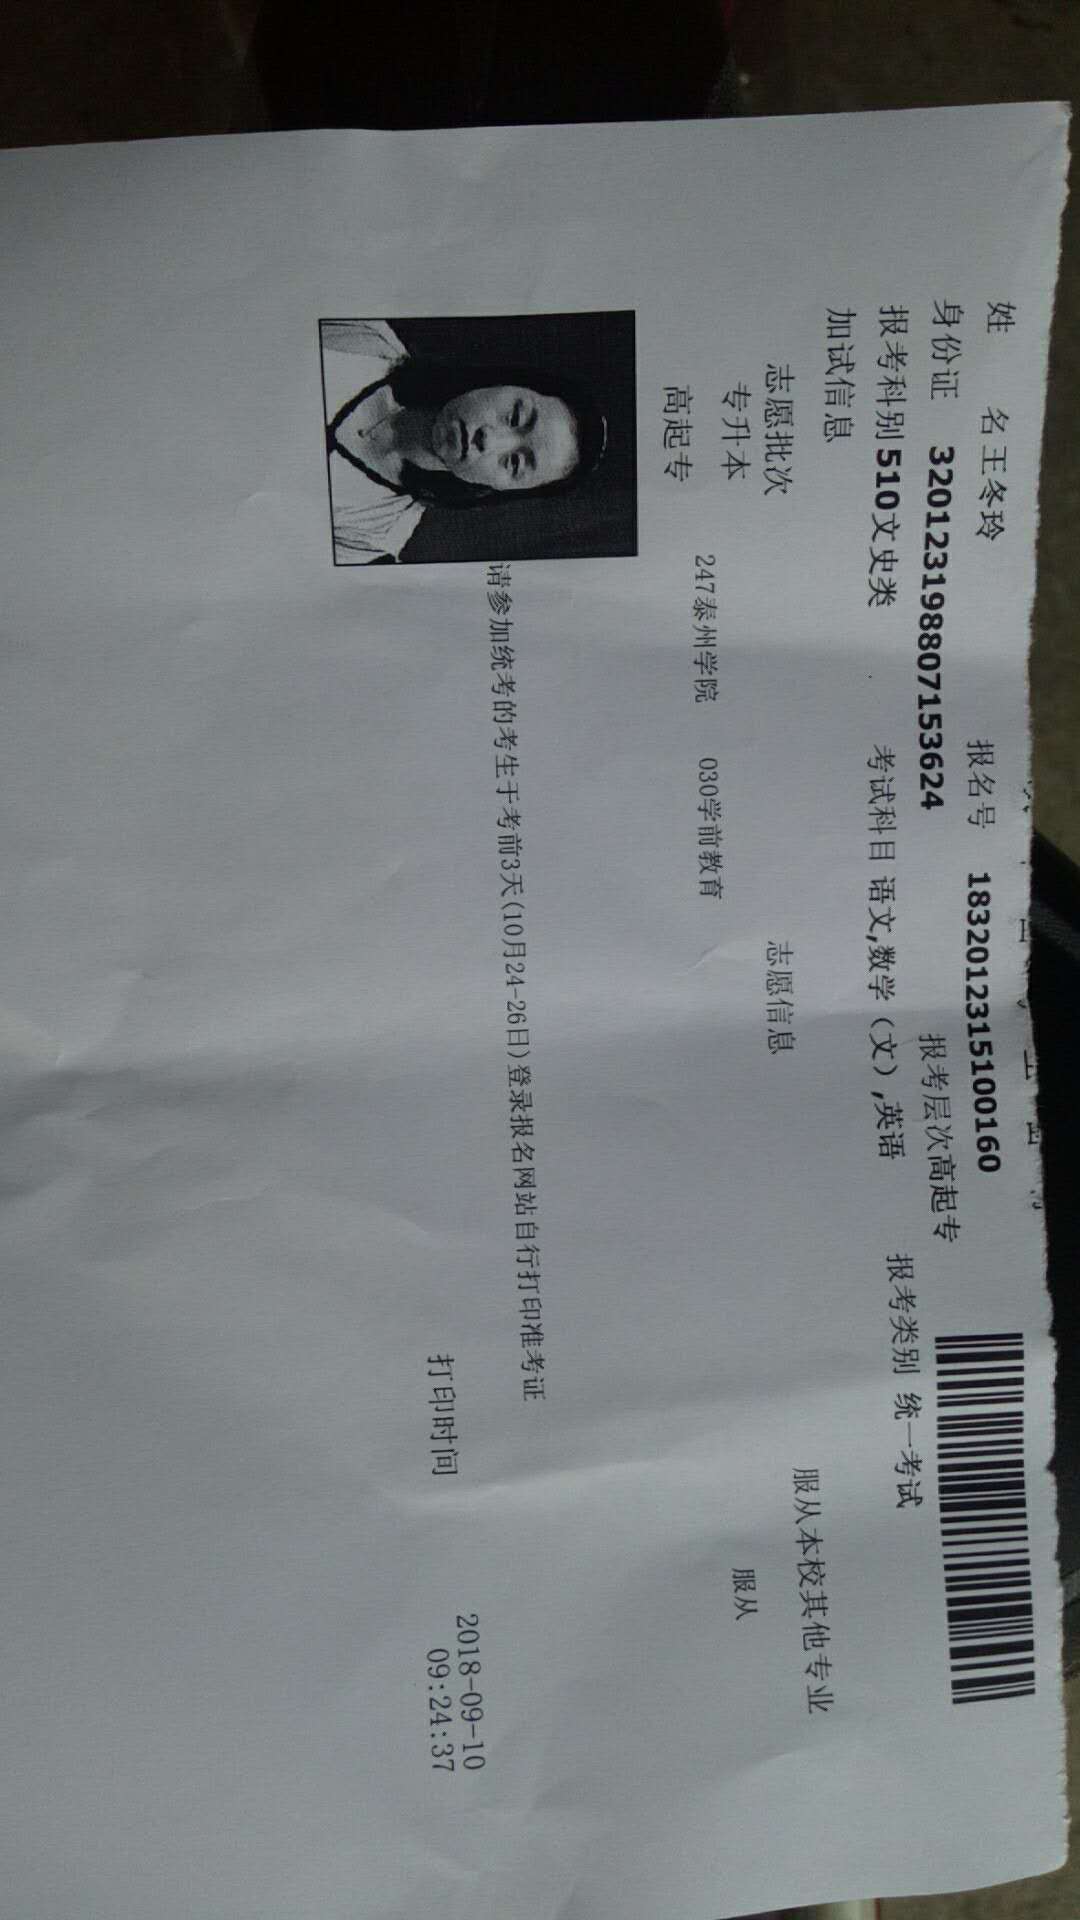 姓 名 王冬玲 报名号 1832012315100160
身份证 320123198807153624 报考层次 高起专
报考科别 510文史类 考试科目 语文,数学（文）,英语 报考类别 统一考试
加试信息
志愿批次 志愿信息 服从本校其他专业
专升本
高起专 247泰州学院 030学前教育 服从
请参加统考的考生于考前3天(10月24-26日)登录报名网站自行打印准考证
打印时间 2018-09-10
09:24:37